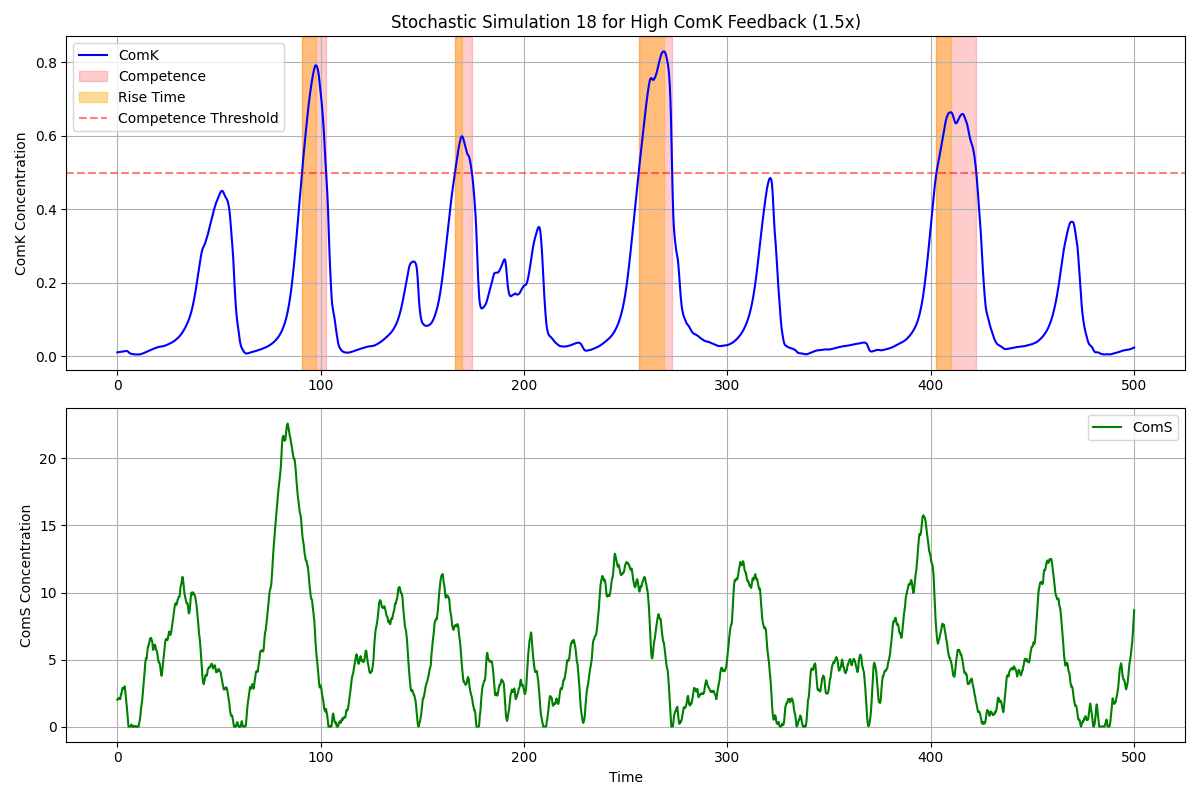 Stochastic Simulation 18 for High ComK Feedback (1.5x)
ComK Concentration
0.8
0.6
0.4
0.2
0.0
ComK
Competence
Rise Time
Competence Threshold
0 100 200 300 400 500
ComS Concentration
20
15
10
5
0
ComS
0 100 200 300 400 500
Time